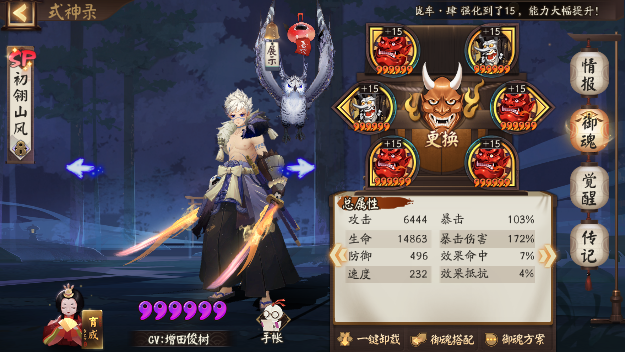 式神录
陇车·肆 强化到了15，能力大幅提升！
SP
初翎山风
展示
+15
+15
+15
+15
+15
+15
更换
情报
御魂
觉醒
传记
总属性
攻击 6444 暴击 103%
生命 14863 暴击伤害 172%
防御 496 效果命中 7%
速度 232 效果抵抗 4%
育成
999999
CV:增田俊树
手帐
一键卸载 御魂搭配 御魂方案